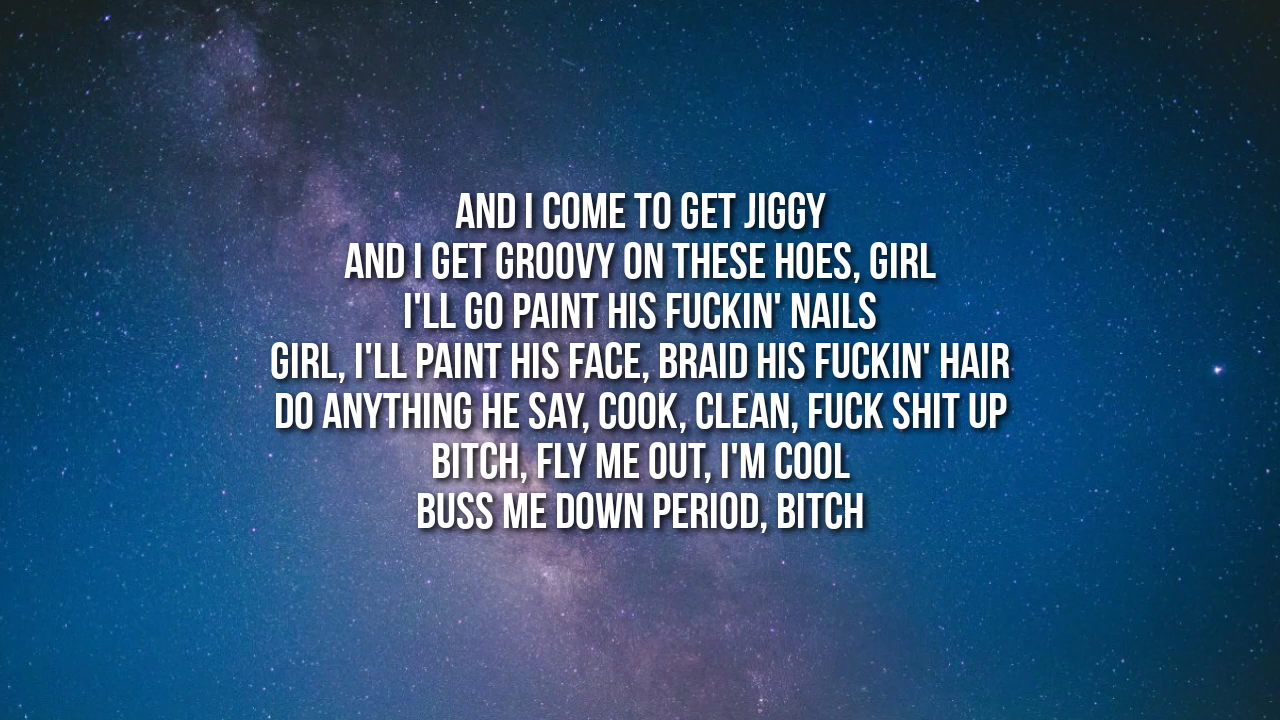 AND I COME TO GET JIGGY
AND I GET GROOVY ON THESE HOES, GIRL
I'LL GO PAINT HIS FUCKIN' NAILS
GIRL, I'LL PAINT HIS FACE, BRAID HIS FUCKIN' HAIR
DO ANYTHING HE SAY, COOK, CLEAN, FUCK SHIT UP
BITCH, FLY ME OUT, I'M COOL
BUSS ME DOWN PERIOD, BITCH